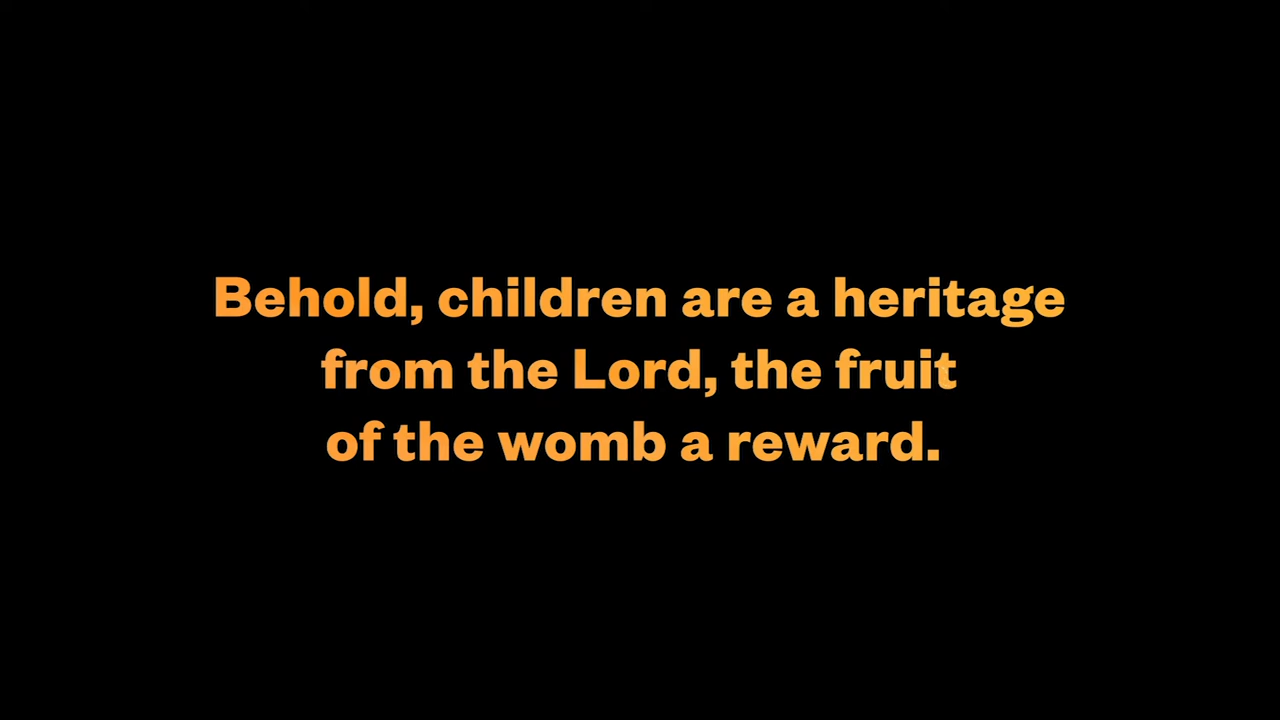 Behold, children are a heritage
from the Lord, the fruit
of the womb a reward.